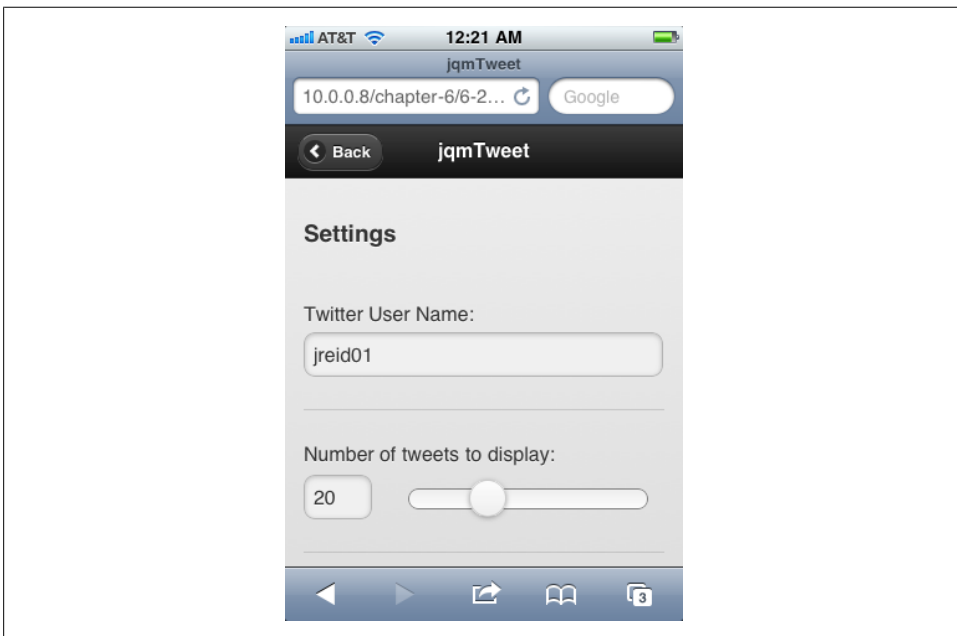 AT&T 12:21 AM
jqmTweet
10.0.0.8/chapter-6/6-2... Google
Back jqmTweet
Settings
Twitter User Name:
jreid01
Number of tweets to display:
20
3